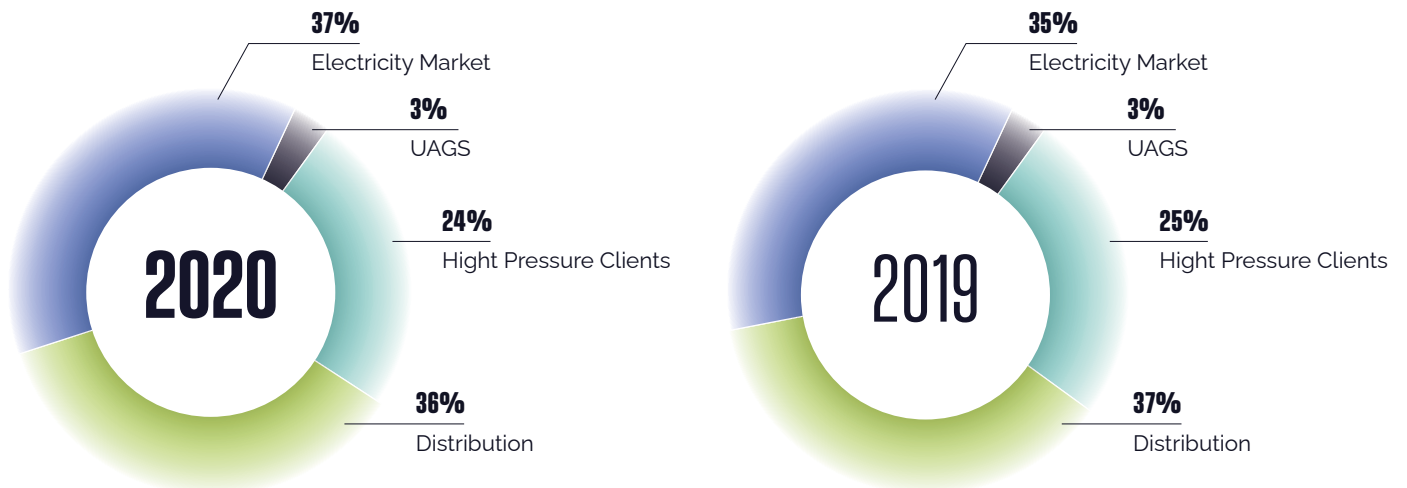 37%
Electricity Market
3%
UAGS
24%
Hight Pressure Clients
2020
36%
Distribution
35%
Electricity Market
3%
UAGS
25%
Hight Pressure Clients
2019
37%
Distribution